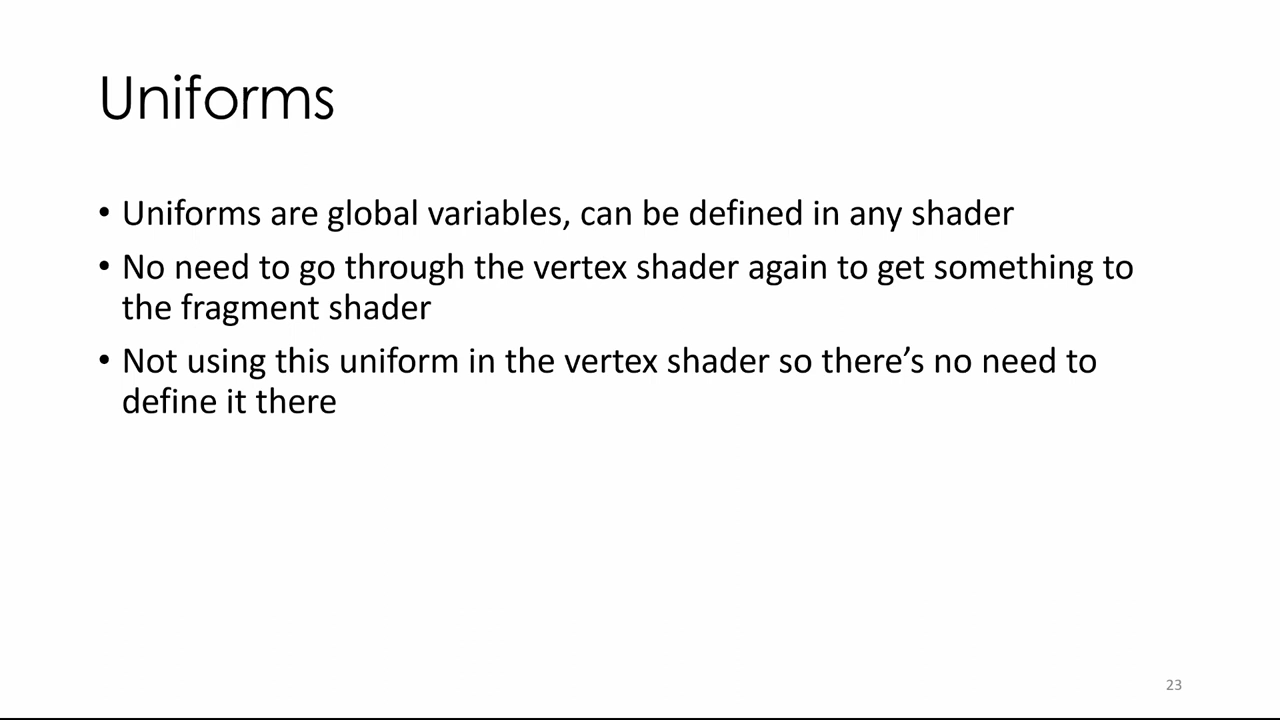 Uniforms
• Uniforms are global variables, can be defined in any shader
• No need to go through the vertex shader again to get something to
the fragment shader
• Not using this uniform in the vertex shader so there’s no need to
define it there
23